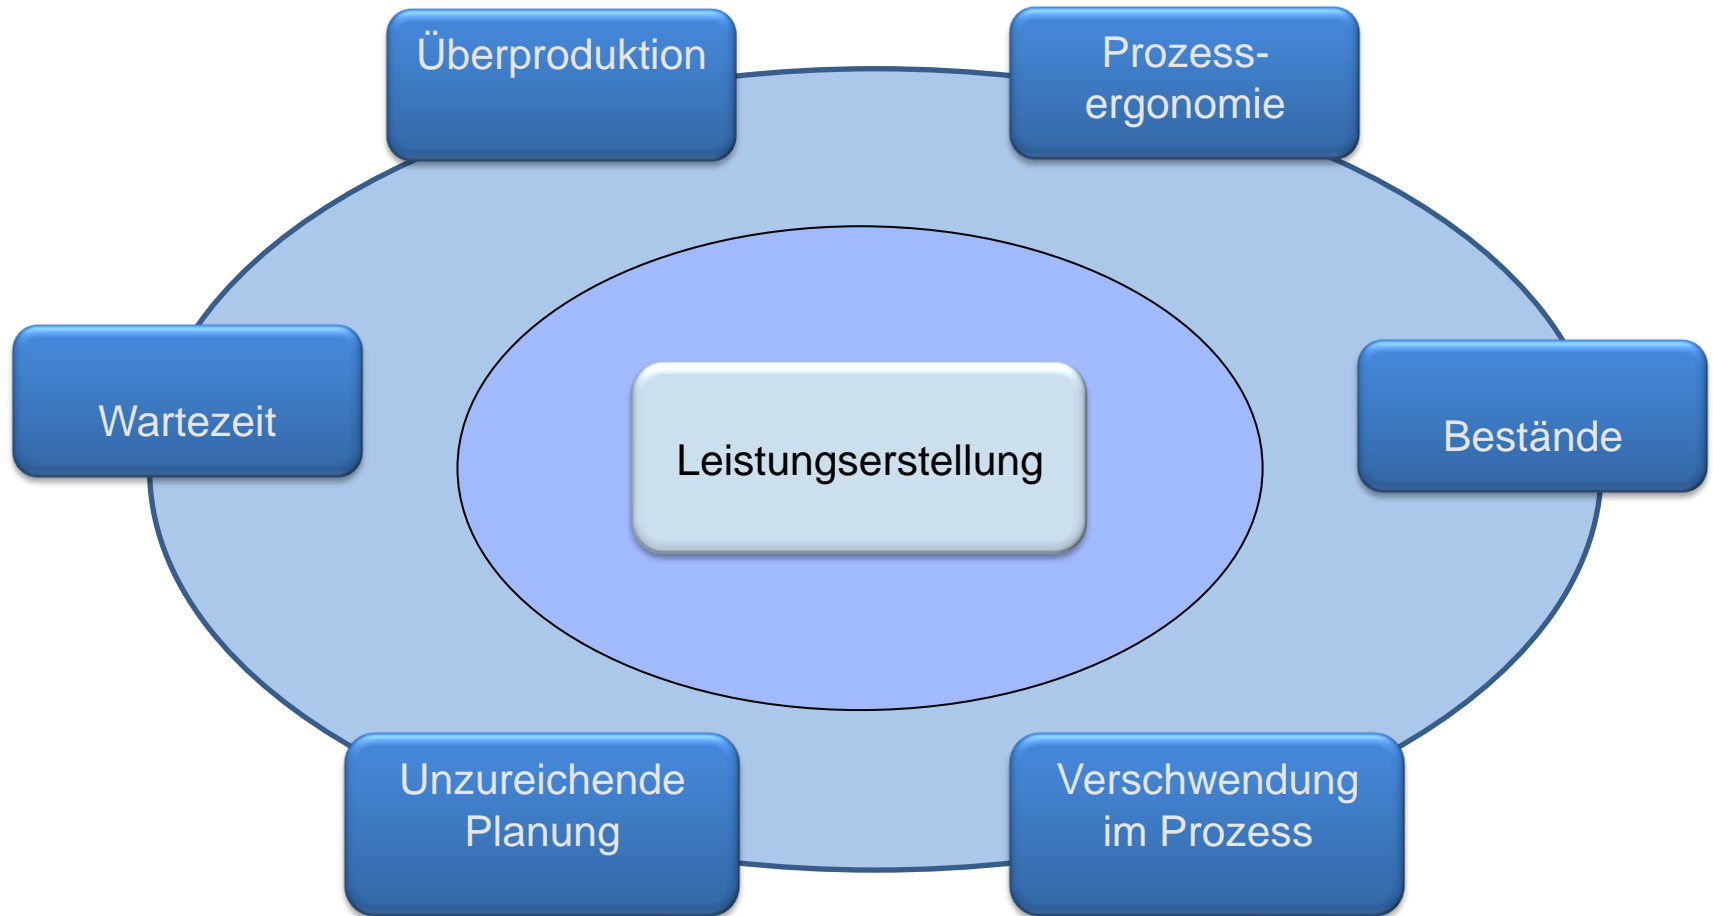 Überproduktion
Prozess-
ergonomie
Wartezeit
Leistungserstellung
Bestände
Unzureichende
Planung
Verschwendung
im Prozess